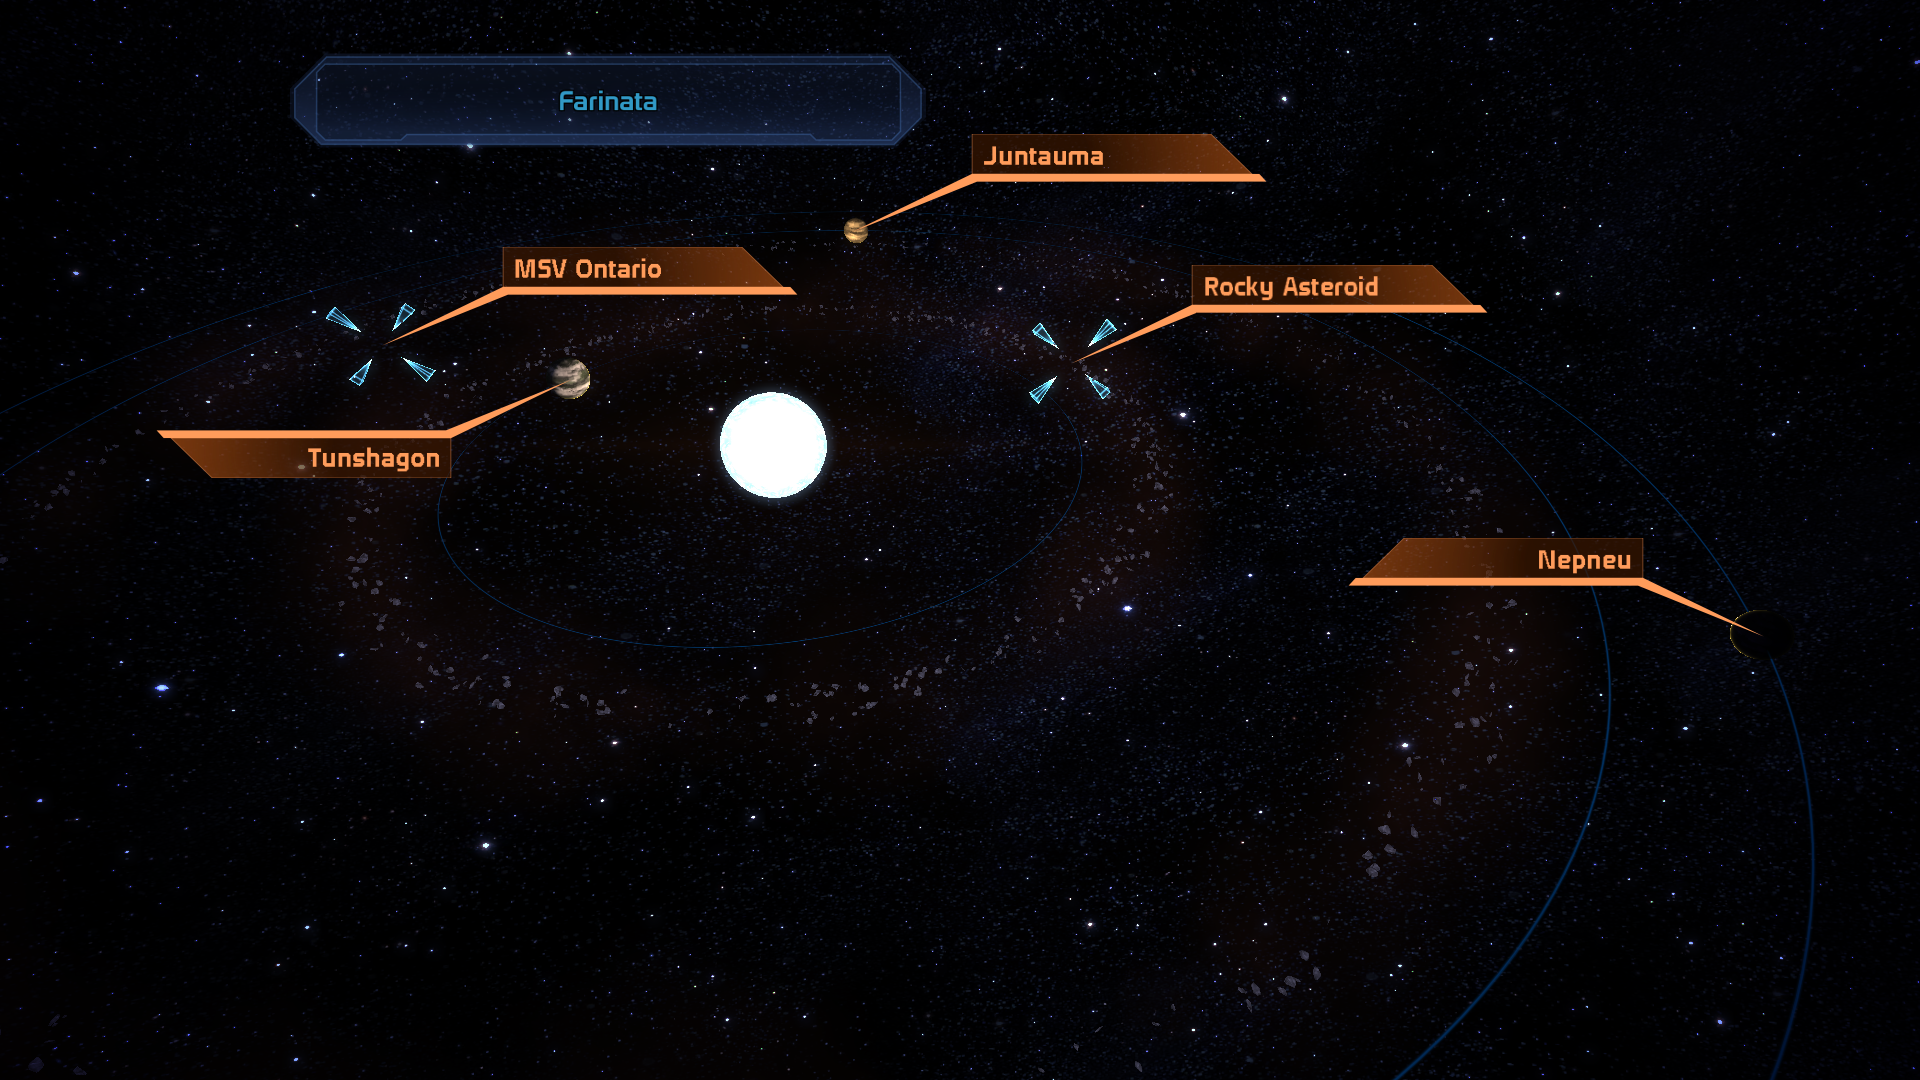 Farinata
Juntauma
MSV Ontario
Rocky Asteroid
Tunshagon
Nepneu